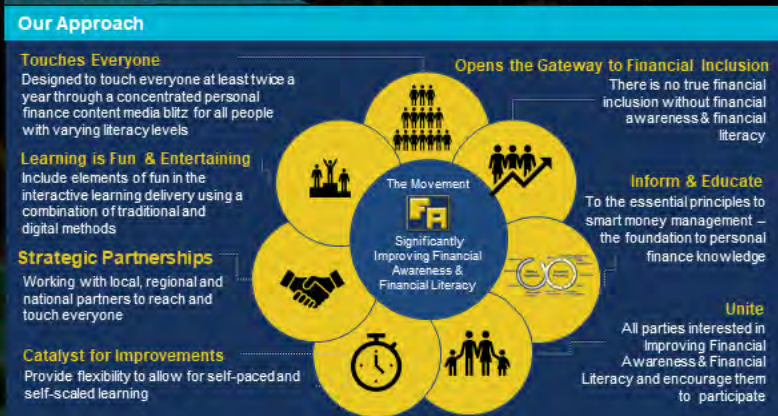 Our Approach
Touches Everyone
Designed to touch everyone at least twice a
year through a concentrated personal
finance content media blitz for all people
with varying literacy levels
Learning is Fun & Entertaining
Include elements of fun in the
interactive learning delivery using a
combination of traditional and
digital methods
Strategic Partnerships
Working with local, regional and
national partners to reach and
touch everyone
Catalyst for Improvements
Provide flexibility to allow for self-paced and
self-scaled learning
The Movement
FA
Significantly
Improving Financial
Awareness &
Financial Literacy
Opens the Gateway to Financial Inclusion
There is no true financial
inclusion without financial
awareness & financial
literacy
Inform & Educate
To the essential principles to
smart money management –
the foundation to personal
finance knowledge
Unite
All parties interested in
Improving Financial
Awareness & Financial
Literacy and encourage them
to participate